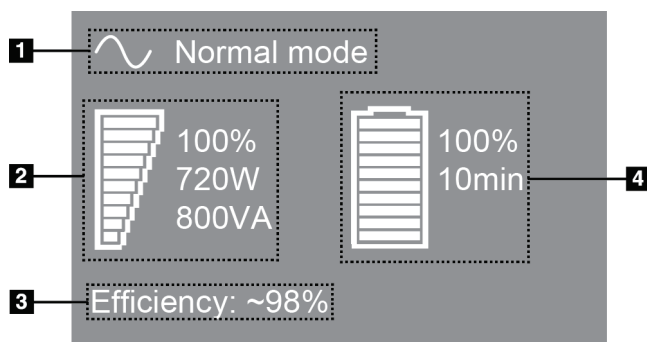 1
Normal mode
2
100%
720W
800VA
100%
10min
4
3
Efficiency: ~98%